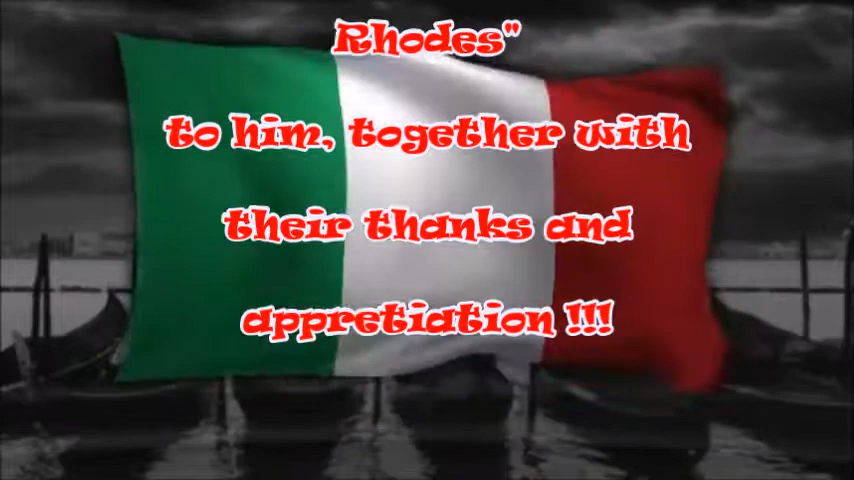 Rhodes"
to him, together with
their thanks and
appretiation !!!